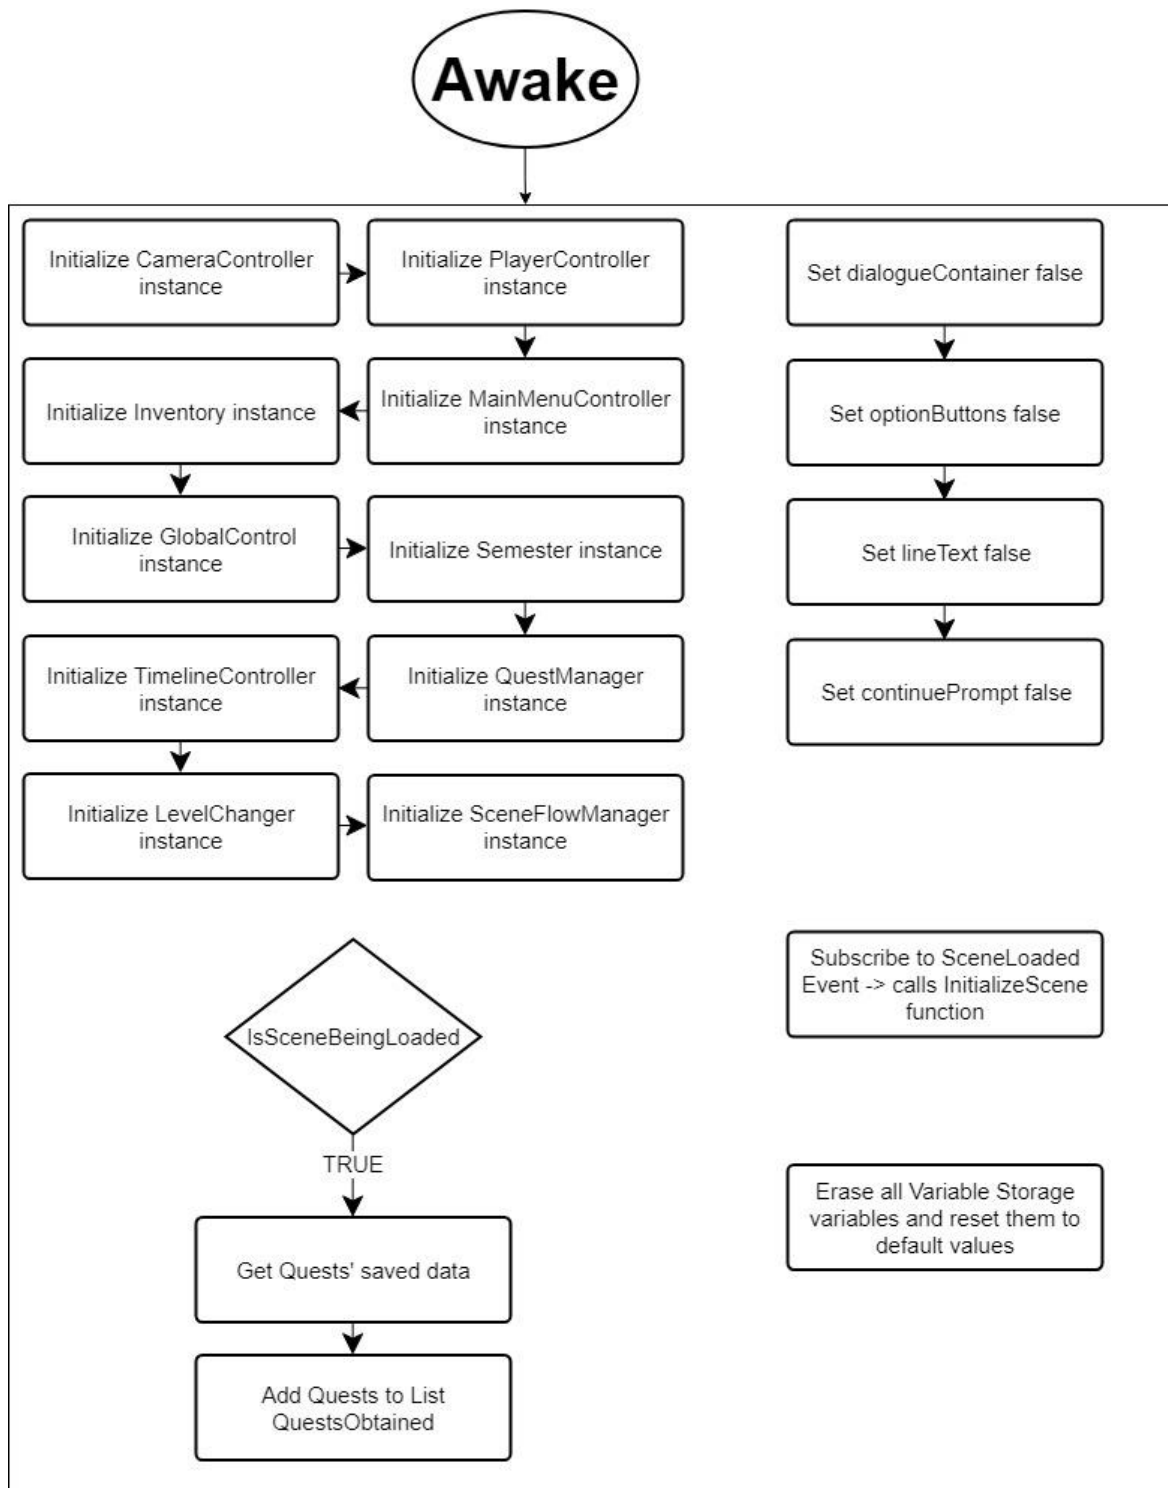 Awake
Initialize CameraController
instance
Initialize PlayerController
instance
Initialize MainMenuController
instance
Initialize Inventory instance
Initialize GlobalControl
instance
Initialize Semester instance
Initialize QuestManager
instance
Initialize TimelineController
instance
Initialize LevelChanger
instance
Initialize SceneFlowManager
instance
Set dialogueContainer false
Set optionButtons false
Set lineText false
Set continuePrompt false
IsSceneBeingLoaded
TRUE
Get Quests' saved data
Add Quests to List
QuestsObtained
Subscribe to SceneLoaded
Event -> calls InitializeScene
function
Erase all Variable Storage
variables and reset them to
default values